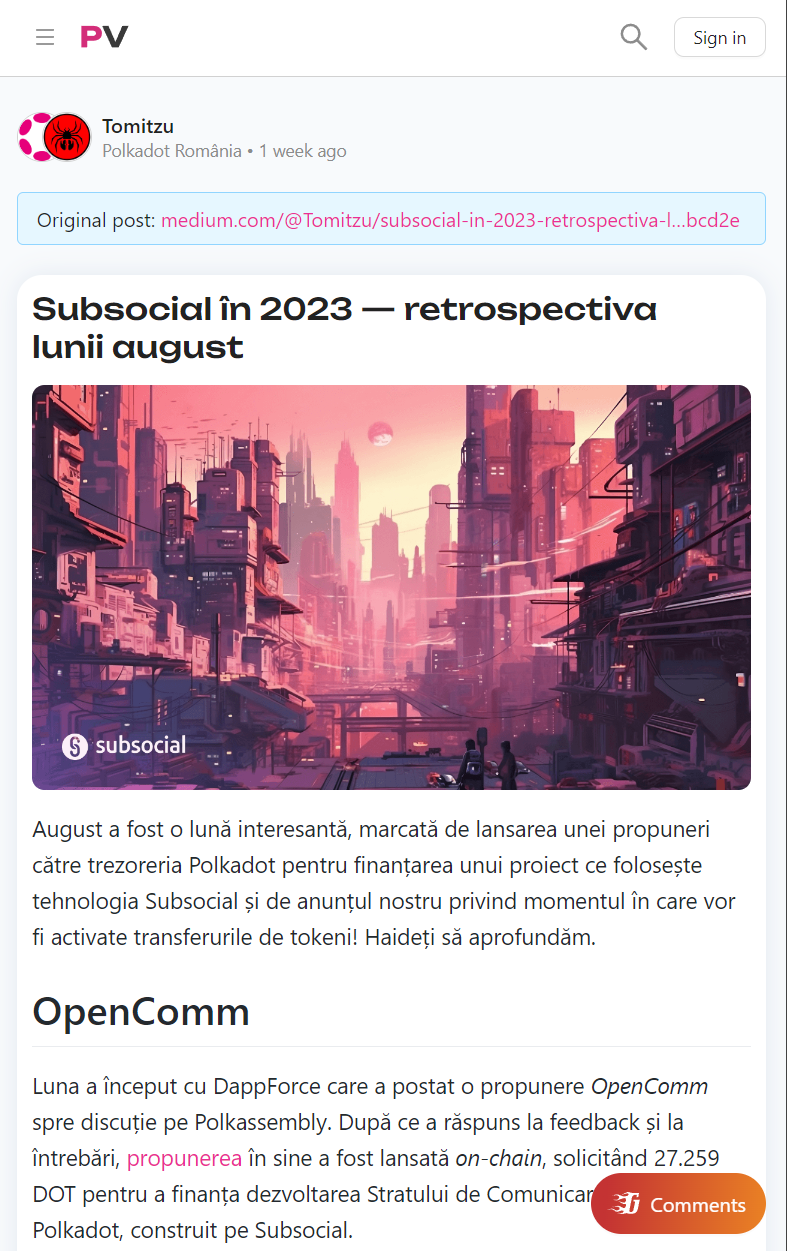 PV
Sign in
Tomitzu
Polkadot România • 1 week ago
Original post: medium.com/@Tomitzu/subsocial-in-2023-retrospectiva-l...bcd2e
Subsocial în 2023 — retrospectiva
lunii august
subsocial
August a fost o lună interesantă, marcată de lansarea unei propuneri
către trezoreria Polkadot pentru finanțarea unui proiect ce folosește
tehnologia Subsocial și de anunțul nostru privind momentul în care vor
fi activate transferurile de tokeni! Haideți să aprofundăm.
OpenComm
Luna a început cu DappForce care a postat o propunere OpenComm
spre discuție pe Polkassembly. După ce a răspuns la feedback și la
întrebări, propunerea în sine a fost lansată on-chain, solicitând 27.259
DOT pentru a finanța dezvoltarea Stratului de Comunicar
Comments
Polkadot, construit pe Subsocial.